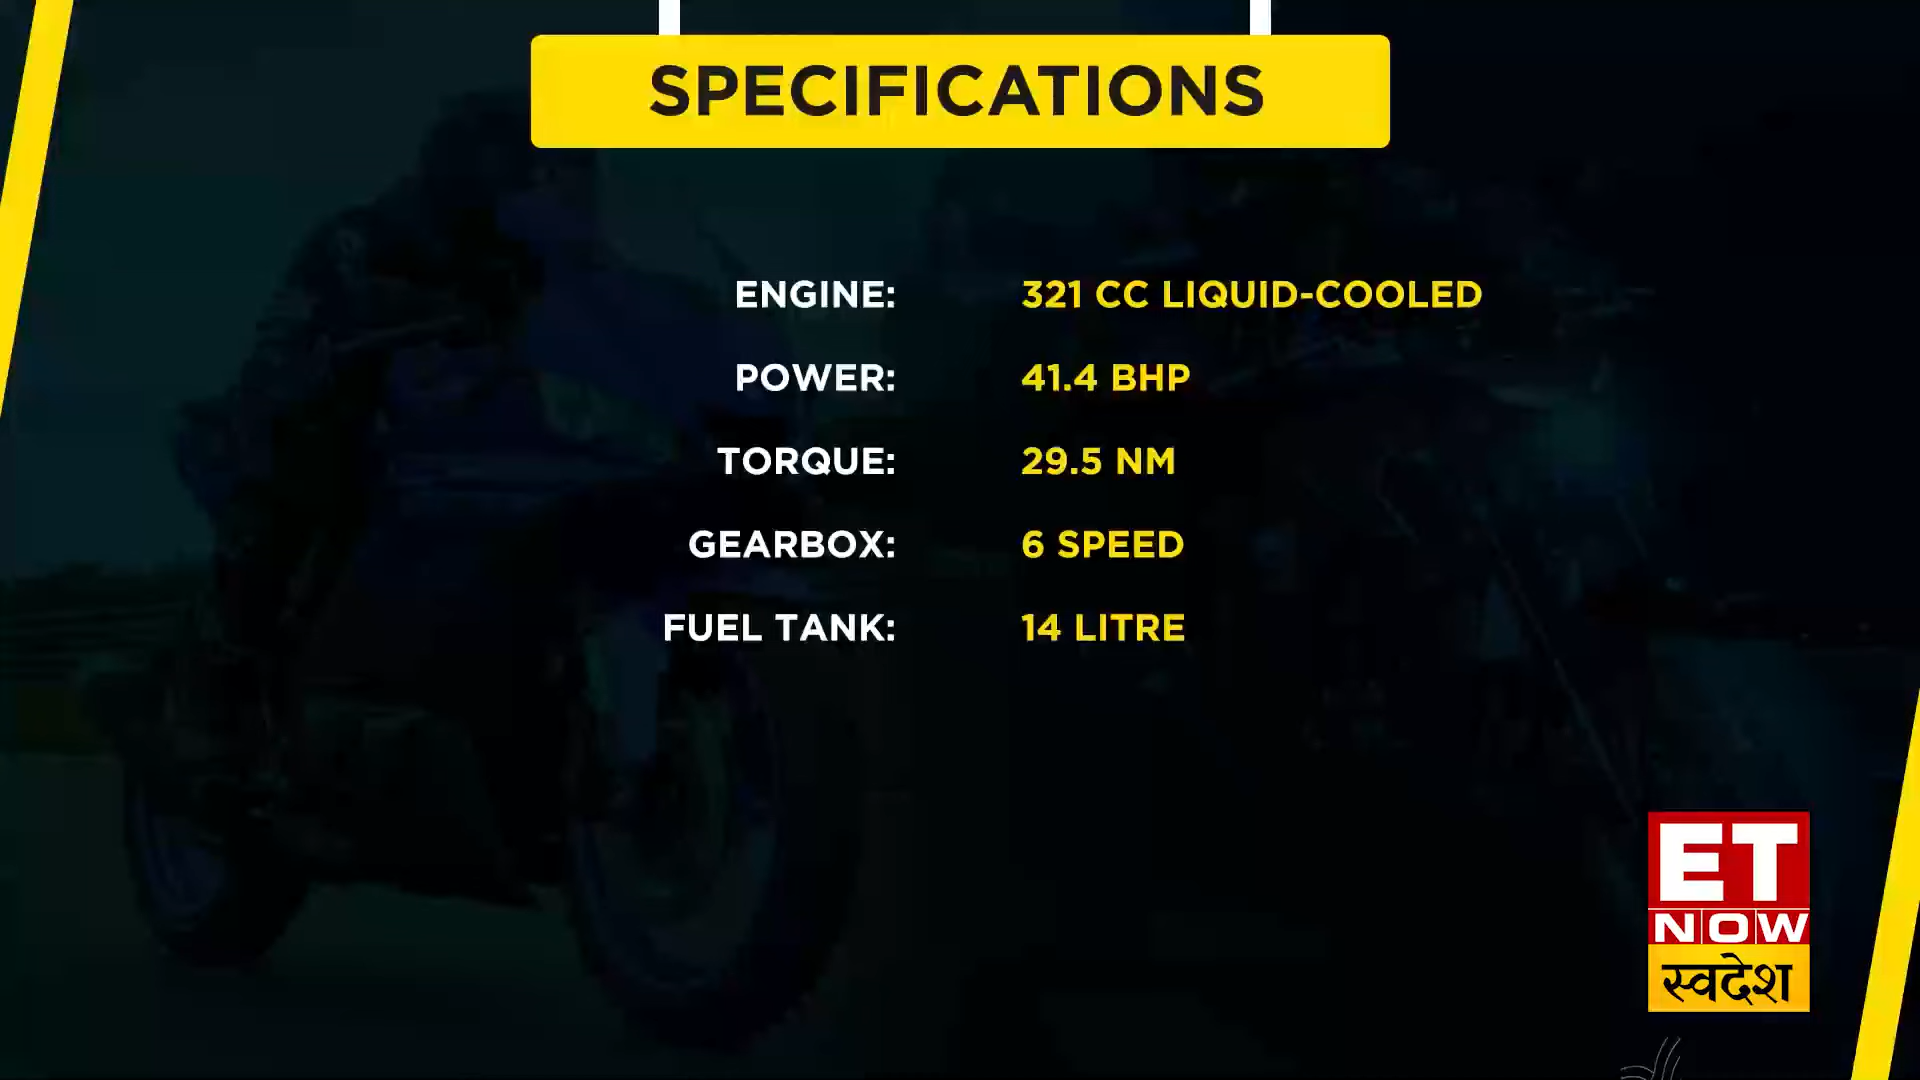 SPECIFICATIONS
ENGINE: 321 CC LIQUID-COOLED
POWER: 41.4 BHP
TORQUE: 29.5 NM
GEARBOX: 6 SPEED
FUEL TANK: 14 LITRE
ET
NOW
स्वदेश